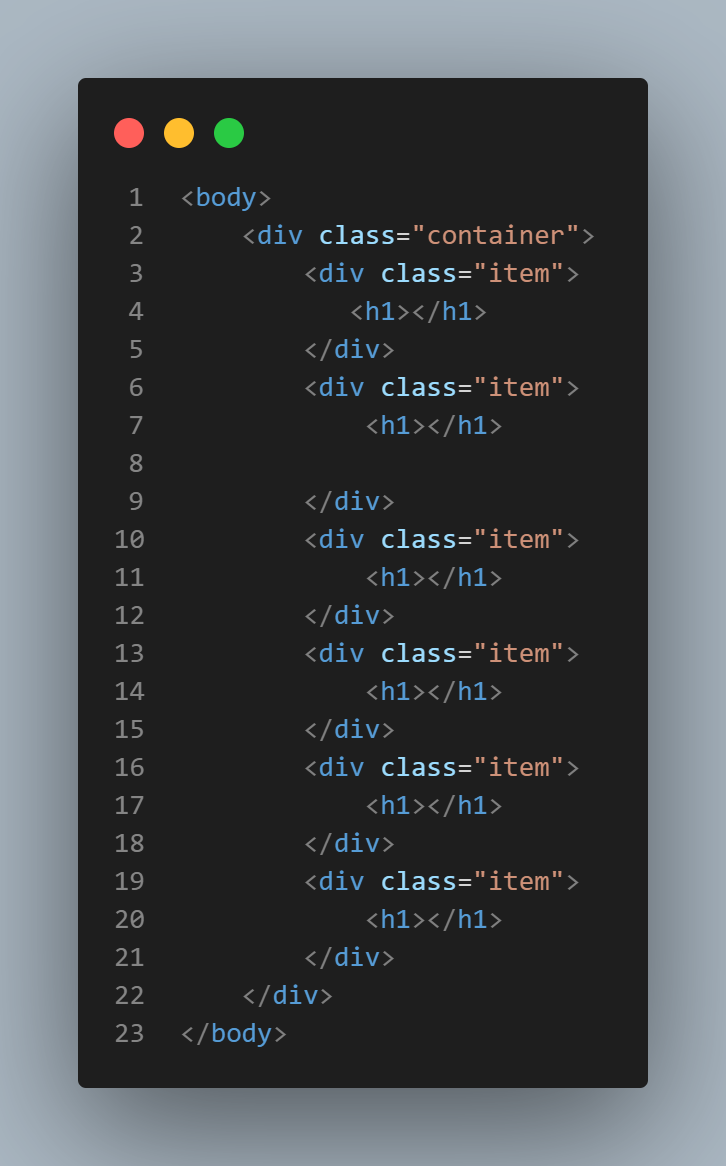 1 <body>
2     <div class="container">
3         <div class="item">
4            <h1></h1>
5         </div>
6         <div class="item">
7             <h1></h1>
8
9         </div>
10         <div class="item">
11             <h1></h1>
12         </div>
13         <div class="item">
14             <h1></h1>
15         </div>
16         <div class="item">
17             <h1></h1>
18         </div>
19         <div class="item">
20             <h1></h1>
21         </div>
22     </div>
23 </body>